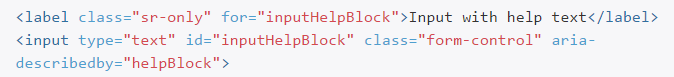 <label class="sr-only" for="inputHelpBlock">Input with help text</label>
<input type="text" id="inputHelpBlock" class="form-control" aria-
describedby="helpBlock">